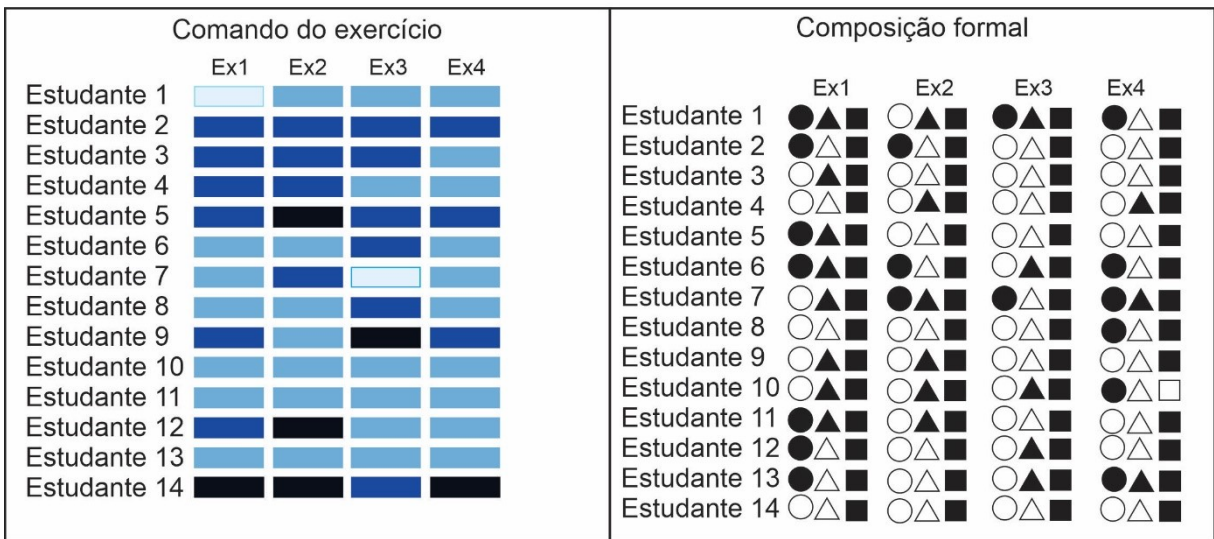 Comando do exercício
Ex1 Ex2 Ex3 Ex4
Estudante 1
Estudante 2
Estudante 3
Estudante 4
Estudante 5
Estudante 6
Estudante 7
Estudante 8
Estudante 9
Estudante 10
Estudante 11
Estudante 12
Estudante 13
Estudante 14
Composição formal
Ex1 Ex2 Ex3 Ex4
Estudante 1
Estudante 2
Estudante 3
Estudante 4
Estudante 5
Estudante 6
Estudante 7
Estudante 8
Estudante 9
Estudante 10
Estudante 11
Estudante 12
Estudante 13
Estudante 14